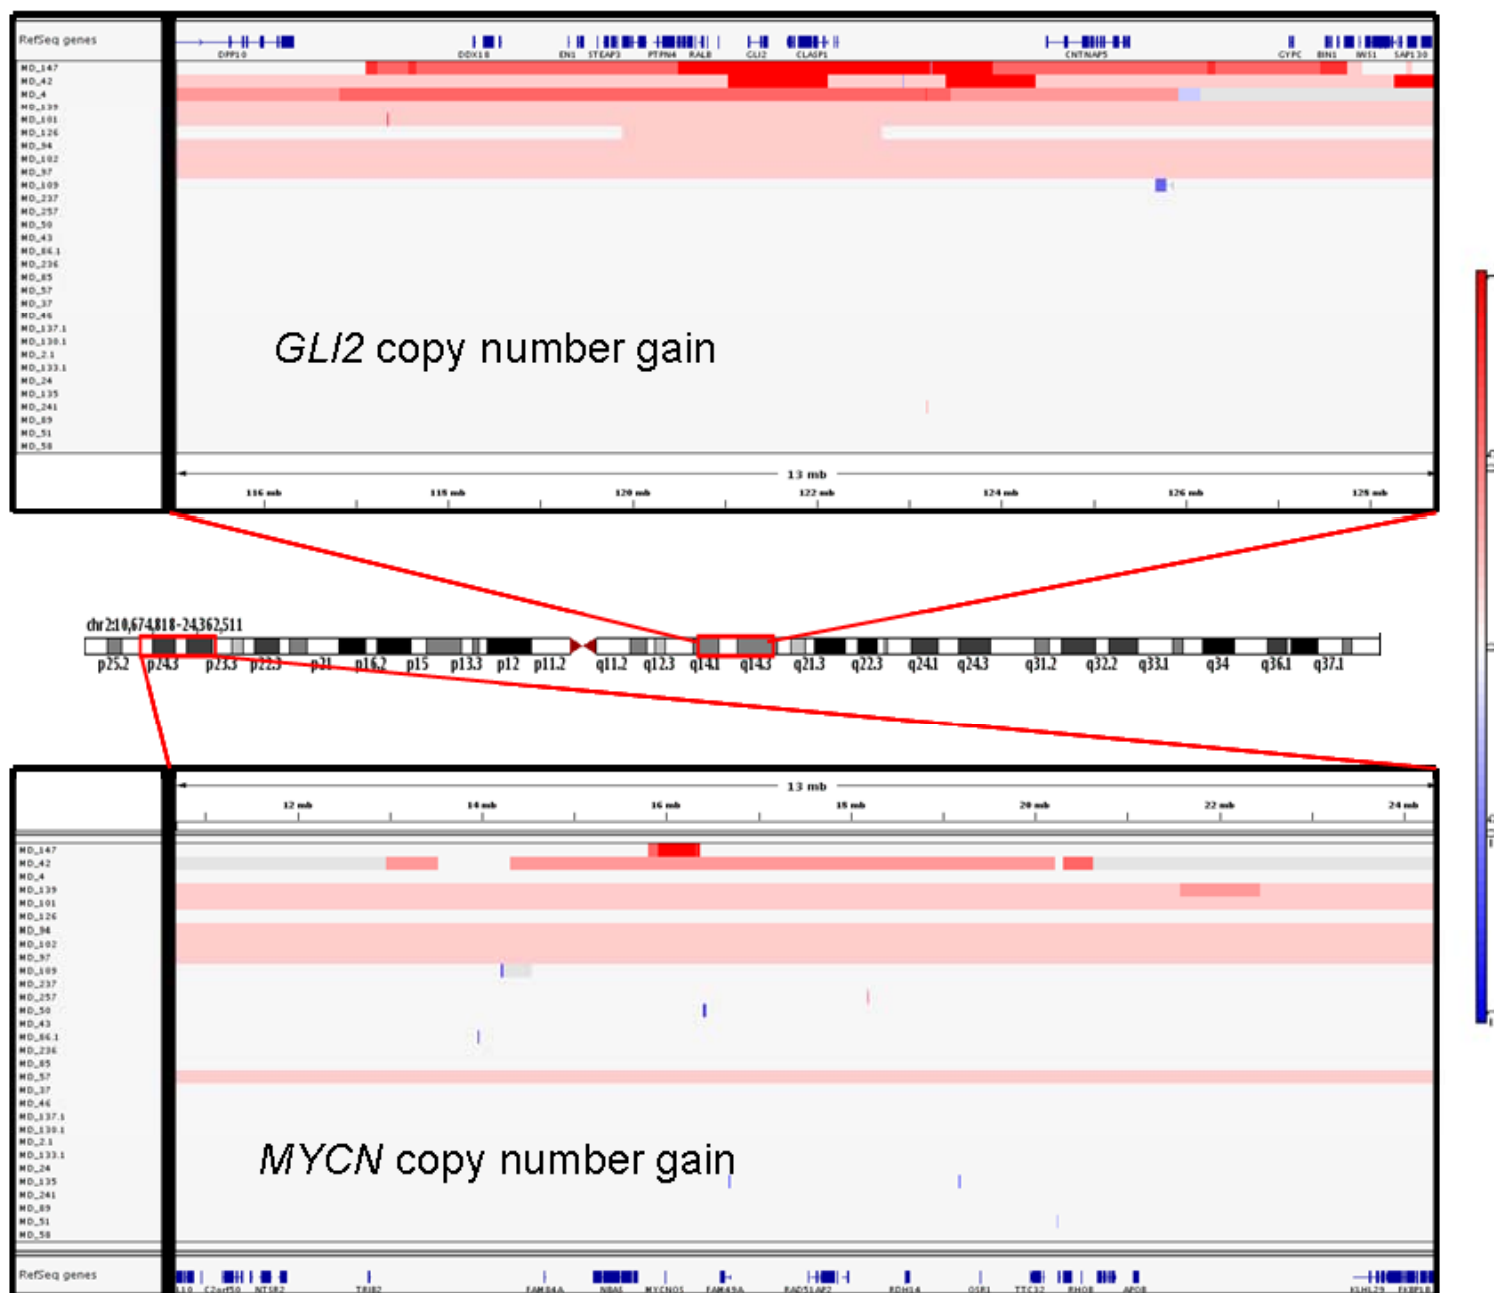 RefSeq genes
DPP10 DDX18 EN1 STEAP3 PTPN4 RALB GLI2 CLASP1 CNTNAP5 GYPC BIN1 IWS1 SAP130
MD_147
MD_42
MD_4
MD_139
MD_101
MD_126
MD_94
MD_102
MD_97
MD_109
MD_237
MD_257
MD_50
MD_43
MD_86.1
MD_236
MD_85
MD_57
MD_37
MD_46
MD_137.1
MD_130.1
MD_2.1
MD_133.1
MD_24
MD_135
MD_241
MD_89
MD_51
MD_58
GLI2 copy number gain
13 mb
116 mb 118 mb 120 mb 122 mb 124 mb 126 mb 128 mb
chr2:10,674,818-24,362,511
p25.2 p24.3 p23.3 p22.3 p21 p16.2 p15 p13.3 p12 p11.2 q11.2 q12.3 q14.1 q14.3 q21.3 q22.3 q24.1 q24.3 q31.2 q32.2 q33.1 q34 q36.1 q37.1
13 mb
12 mb 14 mb 16 mb 18 mb 20 mb 22 mb 24 mb
MD_147
MD_42
MD_4
MD_139
MD_101
MD_126
MD_94
MD_102
MD_97
MD_109
MD_237
MD_257
MD_50
MD_43
MD_86.1
MD_236
MD_85
MD_57
MD_37
MD_46
MD_137.1
MD_130.1
MD_2.1
MD_133.1
MD_24
MD_135
MD_241
MD_89
MD_51
MD_58
MYCN copy number gain
RefSeq genes
C2orf50 NTSR2 TRIB2 FAM84A NBAS MYCNOS FAM49A RAD51AP2 RDH14 OSR1 TTC32 RHOB APOB KLHL29 FKBP1B